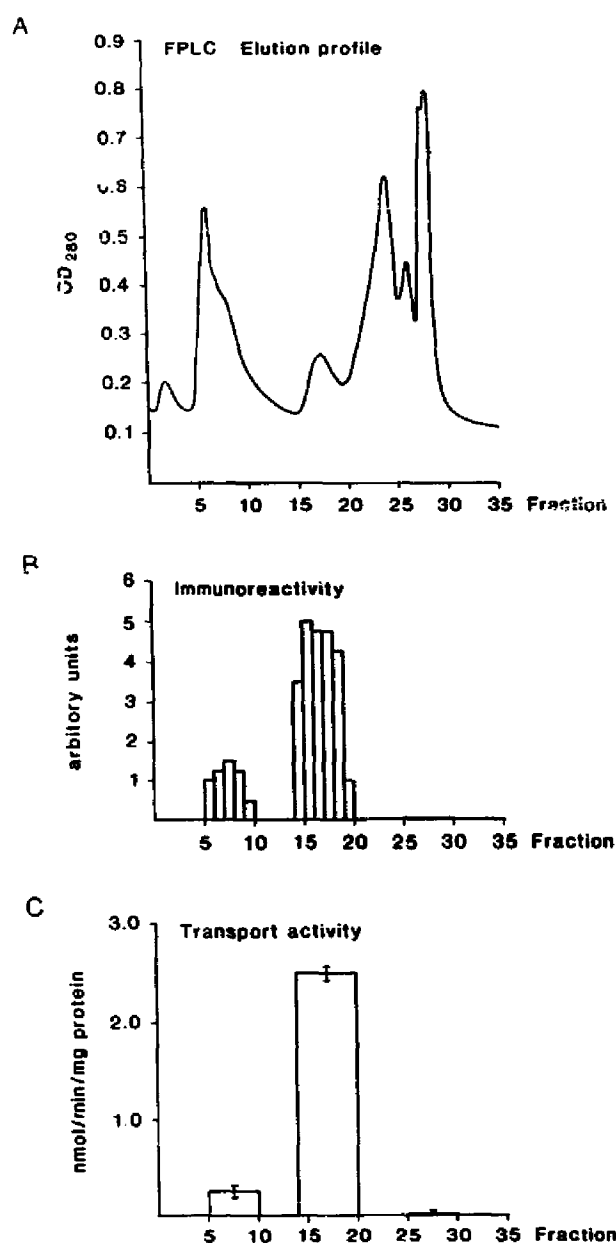 A
FPLC Elution profile
0.9
0.8
0.7
0.6
0.5
0.4
0.3
0.2
0.1
OD280
5 10 15 20 25 30 35 Fraction
B
Immunoreactivity
6
5
4
3
2
1
arbitory units
5 10 15 20 25 30 35 Fraction
C
Transport activity
3.0
2.0
1.0
nmol/min/mg protein
5 10 15 20 25 30 35 Fraction